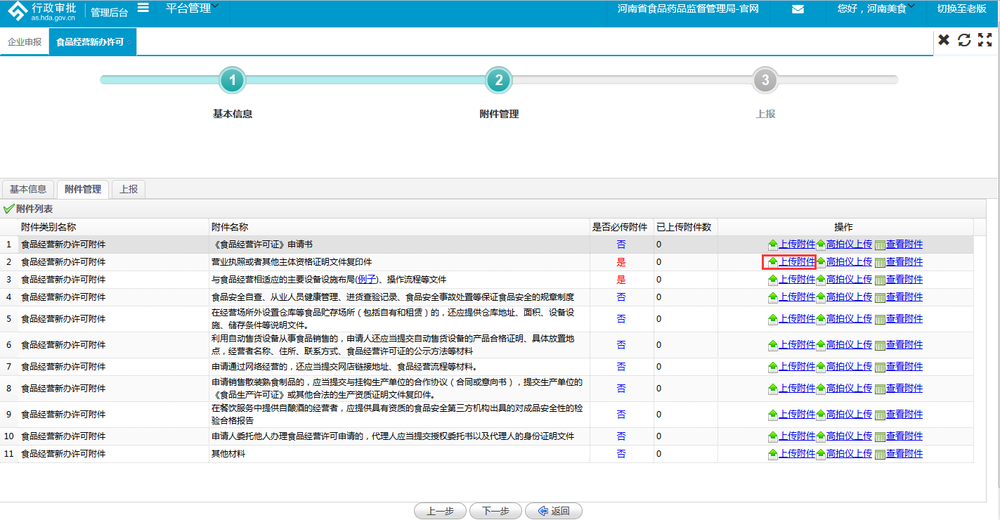 行政审批
as.hda.gov.cn
管理后台
平台管理
河南省食品药品监督管理局-官网
您好，河南美食
切换至老版
企业申报
食品经营新办许可
1
2
3
基本信息
附件管理
上报
基本信息
附件管理
上报
附件列表
附件类别名称 附件名称 是否必传附件 已上传附件数 操作
1 食品经营新办许可附件 《食品经营许可证》申请书 否 0 上传附件 高拍仪上传 查看附件
2 食品经营新办许可附件 营业执照或者其他主体资格证明文件复印件 是 0 上传附件 高拍仪上传 查看附件
3 食品经营新办许可附件 与食品经营相适应的主要设备设施布局(例子)、操作流程等文件 是 0 上传附件 高拍仪上传 查看附件
4 食品经营新办许可附件 食品安全自查、从业人员健康管理、进货查验记录、食品安全事故处置等保证食品安全的规章制度 否 0 上传附件 高拍仪上传 查看附件
5 食品经营新办许可附件 在经营场所外设置仓库等食品贮存场所（包括自有和租赁）的，还应提供仓库地址、面积、设备设
施、储存条件等说明文件。 否 0 上传附件 高拍仪上传 查看附件
6 食品经营新办许可附件 利用自动售货设备从事食品销售的，申请人还应当提交自动售货设备的产品合格证明、具体放置地
点，经营者名称、住所、联系方式、食品经营许可证的公示方法等材料 否 0 上传附件 高拍仪上传 查看附件
7 食品经营新办许可附件 申请通过网络经营的，还应当提交网店链接地址、食品经营流程等材料。 否 0 上传附件 高拍仪上传 查看附件
8 食品经营新办许可附件 申请销售散装熟食制品的，应当提交与挂钩生产单位的合作协议（合同或意向书），提交生产单位的
《食品生产许可证》或其他合法的生产资质证明文件复印件。 否 0 上传附件 高拍仪上传 查看附件
9 食品经营新办许可附件 在餐饮服务中提供自酿酒的经营者，应提供具有资质的食品安全第三方机构出具的对成品安全性的检
验合格报告 否 0 上传附件 高拍仪上传 查看附件
10 食品经营新办许可附件 申请人委托他人办理食品经营许可申请的，代理人应当提交授权委托书以及代理人的身份证明文件 否 0 上传附件 高拍仪上传 查看附件
11 食品经营新办许可附件 其他材料 否 0 上传附件 高拍仪上传 查看附件
上一步
下一步
返回